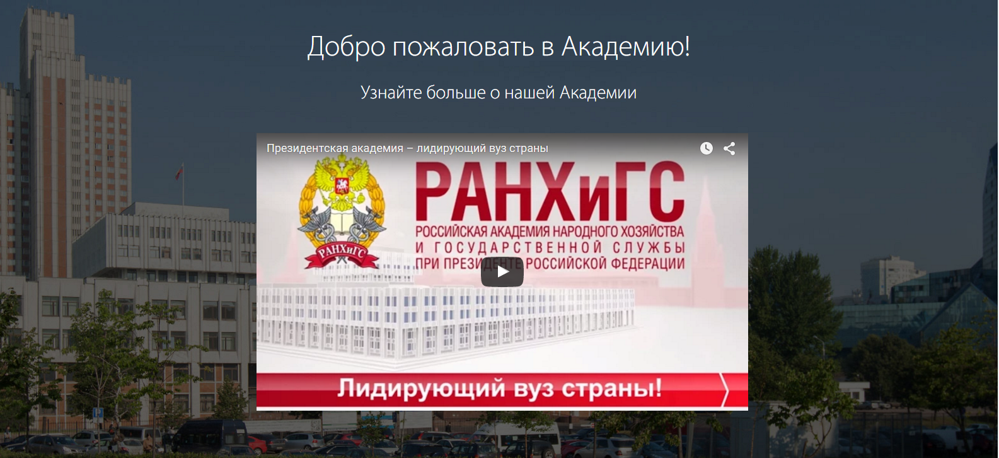 Добро пожаловать в Академию!
Узнайте больше о нашей Академии
Президентская академия – лидирующий вуз страны
РАНХиГС
РОССИЙСКАЯ АКАДЕМИЯ НАРОДНОГО ХОЗЯЙСТВА
И ГОСУДАРСТВЕННОЙ СЛУЖБЫ
ПРИ ПРЕЗИДЕНТЕ РОССИЙСКОЙ ФЕДЕРАЦИИ
РАНХиГС
Лидирующий вуз страны!
P